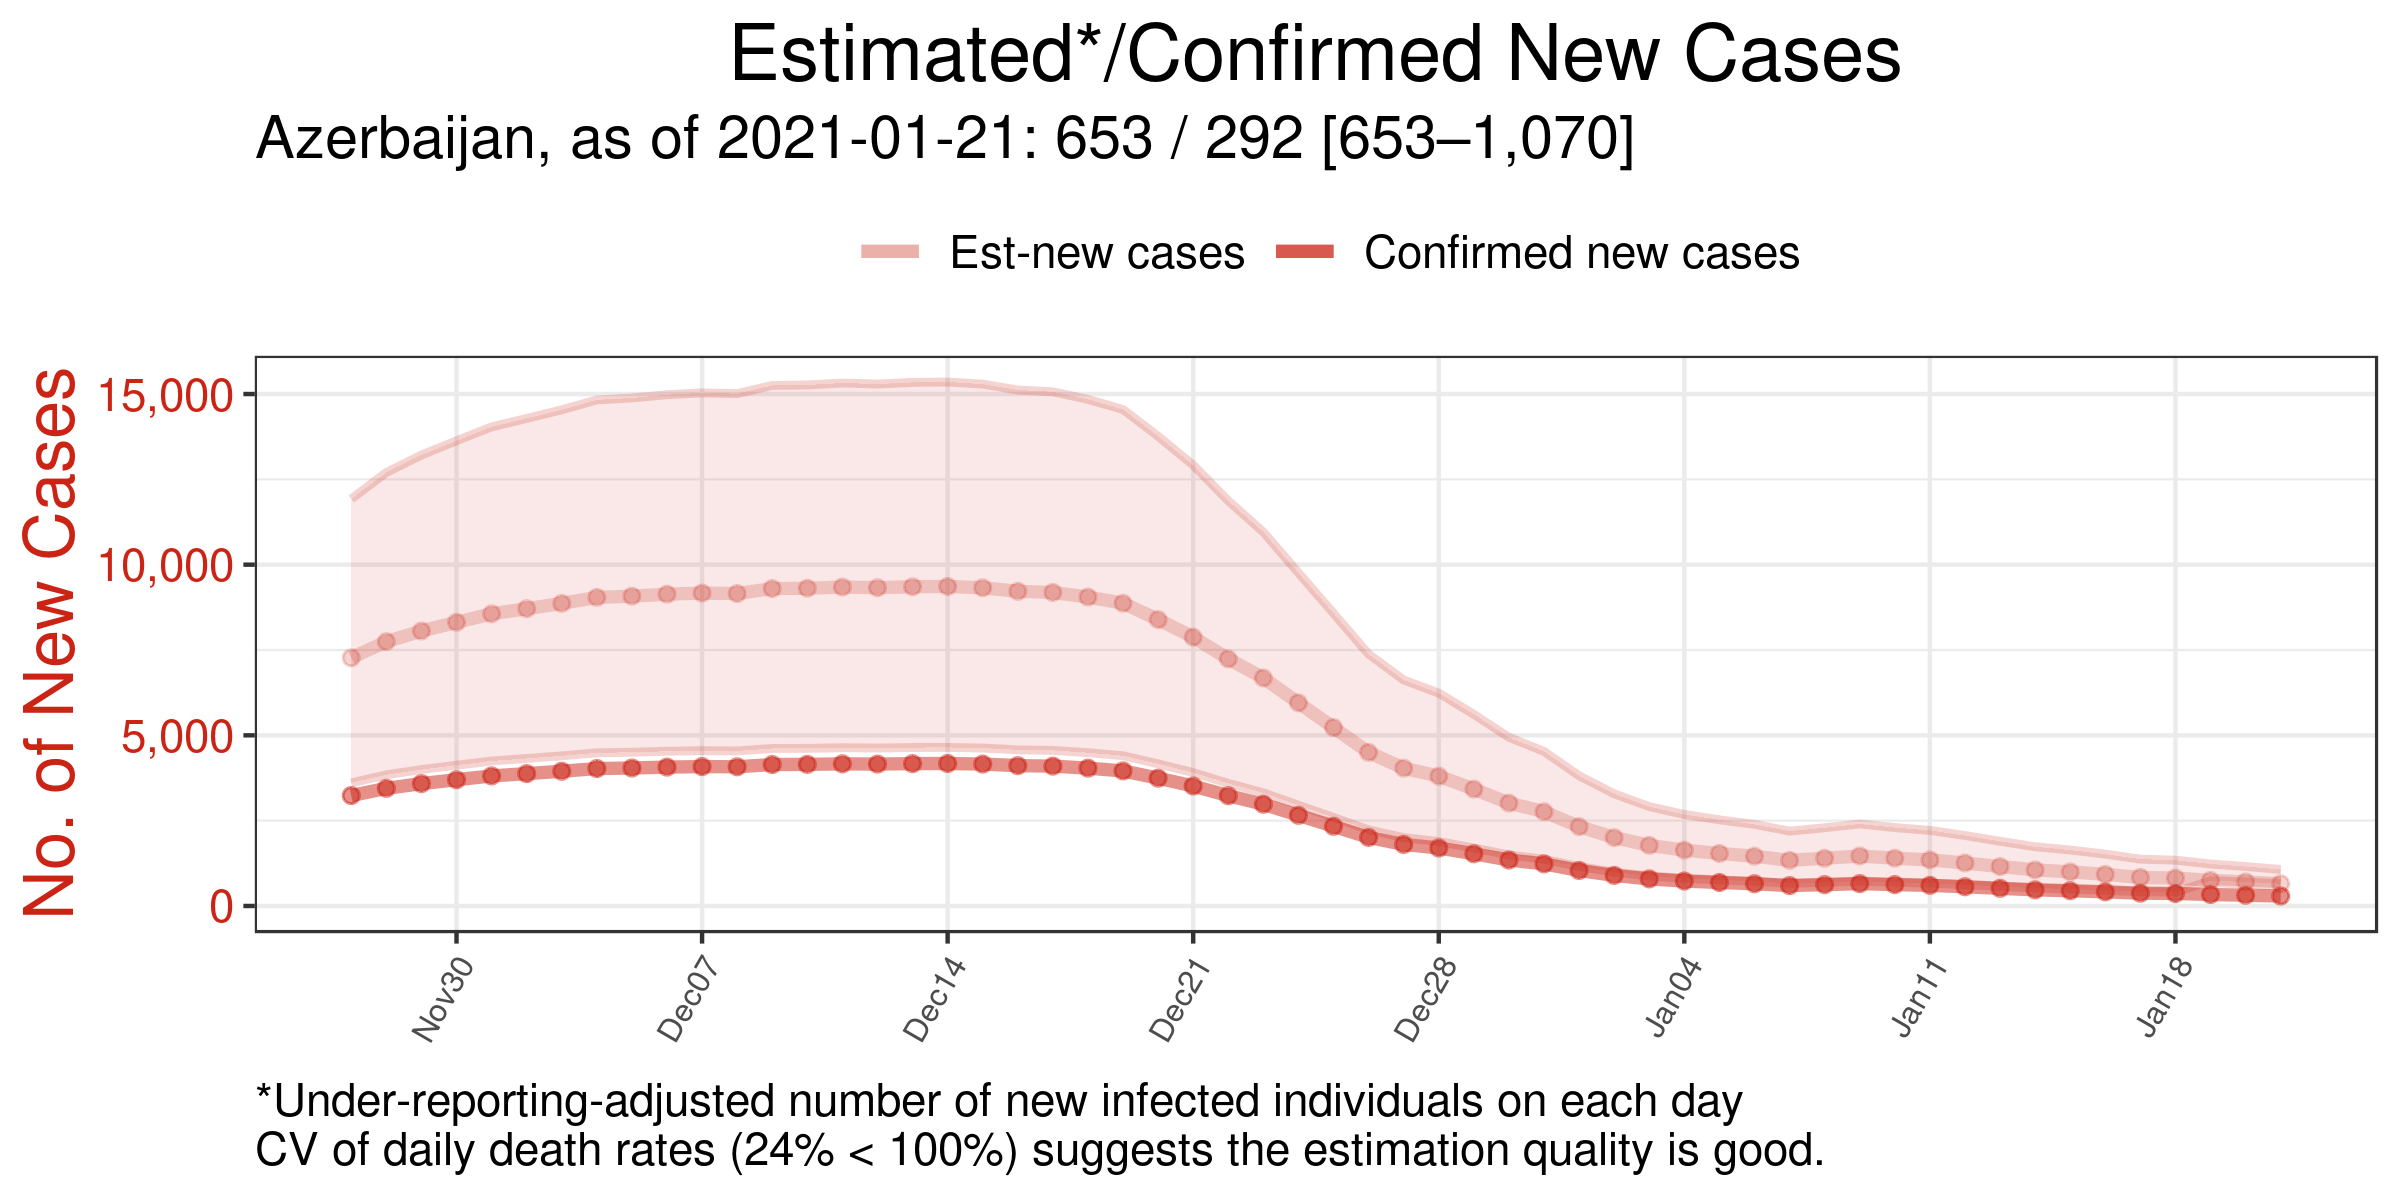 Estimated*/Confirmed New Cases
Azerbaijan, as of 2021-01-21: 653 / 292 [653–1,070]
Est-new cases Confirmed new cases
No. of New Cases
15,000
10,000
5,000
0
Nov30 Dec07 Dec14 Dec21 Dec28 Jan04 Jan11 Jan18
*Under-reporting-adjusted number of new infected individuals on each day
CV of daily death rates (24% < 100%) suggests the estimation quality is good.